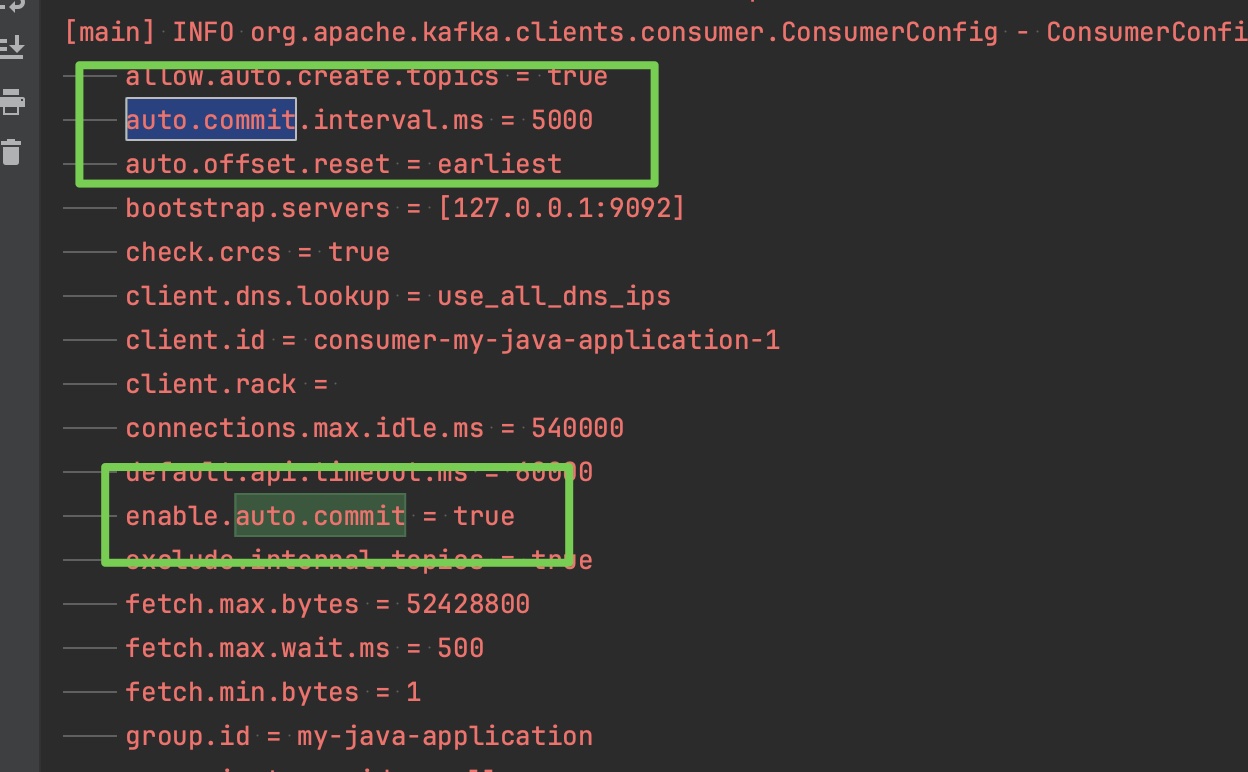 [main] INFO org.apache.kafka.clients.consumer.ConsumerConfig - ConsumerConfi
allow.auto.create.topics = true
auto.commit.interval.ms = 5000
auto.offset.reset = earliest
bootstrap.servers = [127.0.0.1:9092]
check.crcs = true
client.dns.lookup = use_all_dns_ips
client.id = consumer-my-java-application-1
client.rack =
connections.max.idle.ms = 540000
default.api.timeout.ms = 60000
enable.auto.commit = true
exclude.internal.topics = true
fetch.max.bytes = 52428800
fetch.max.wait.ms = 500
fetch.min.bytes = 1
group.id = my-java-application